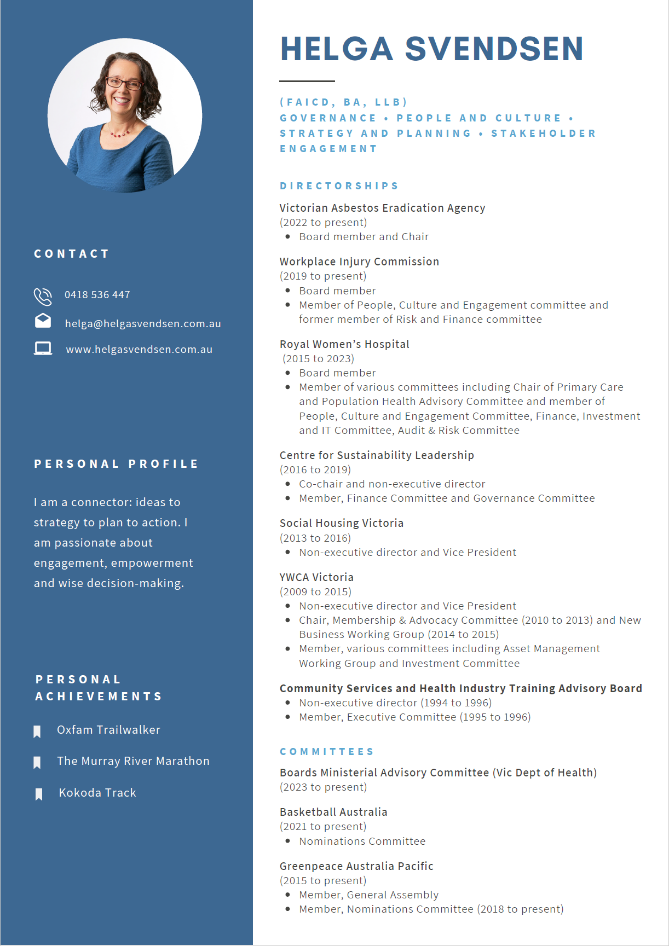 HELGA SVENDSEN
(FAICD, BA, LLB)
GOVERNANCE • PEOPLE AND CULTURE •
STRATEGY AND PLANNING • STAKEHOLDER
ENGAGEMENT
CONTACT
0418 536 447
helga@helgasvendsen.com.au
www.helgasvendsen.com.au
PERSONAL PROFILE
I am a connector: ideas to
strategy to plan to action. I
am passionate about
engagement, empowerment
and wise decision-making.
PERSONAL
ACHIEVEMENTS
Oxfam Trailwalker
The Murray River Marathon
Kokoda Track
DIRECTORSHIPS
Victorian Asbestos Eradication Agency
(2022 to present)
• Board member and Chair
Workplace Injury Commission
(2019 to present)
• Board member
• Member of People, Culture and Engagement committee and
former member of Risk and Finance committee
Royal Women's Hospital
(2015 to 2023)
• Board member
• Member of various committees including Chair of Primary Care
and Population Health Advisory Committee and member of
People, Culture and Engagement Committee, Finance, Investment
and IT Committee, Audit & Risk Committee
Centre for Sustainability Leadership
(2016 to 2019)
• Co-chair and non-executive director
• Member, Finance Committee and Governance Committee
Social Housing Victoria
(2013 to 2016)
• Non-executive director and Vice President
YWCA Victoria
(2009 to 2015)
• Non-executive director and Vice President
• Chair, Membership & Advocacy Committee (2010 to 2013) and New
Business Working Group (2014 to 2015)
• Member, various committees including Asset Management
Working Group and Investment Committee
Community Services and Health Industry Training Advisory Board
• Non-executive director (1994 to 1996)
• Member, Executive Committee (1995 to 1996)
COMMITTEES
Boards Ministerial Advisory Committee (Vic Dept of Health)
(2023 to present)
Basketball Australia
(2021 to present)
• Nominations Committee
Greenpeace Australia Pacific
(2015 to present)
• Member, General Assembly
• Member, Nominations Committee (2018 to present)